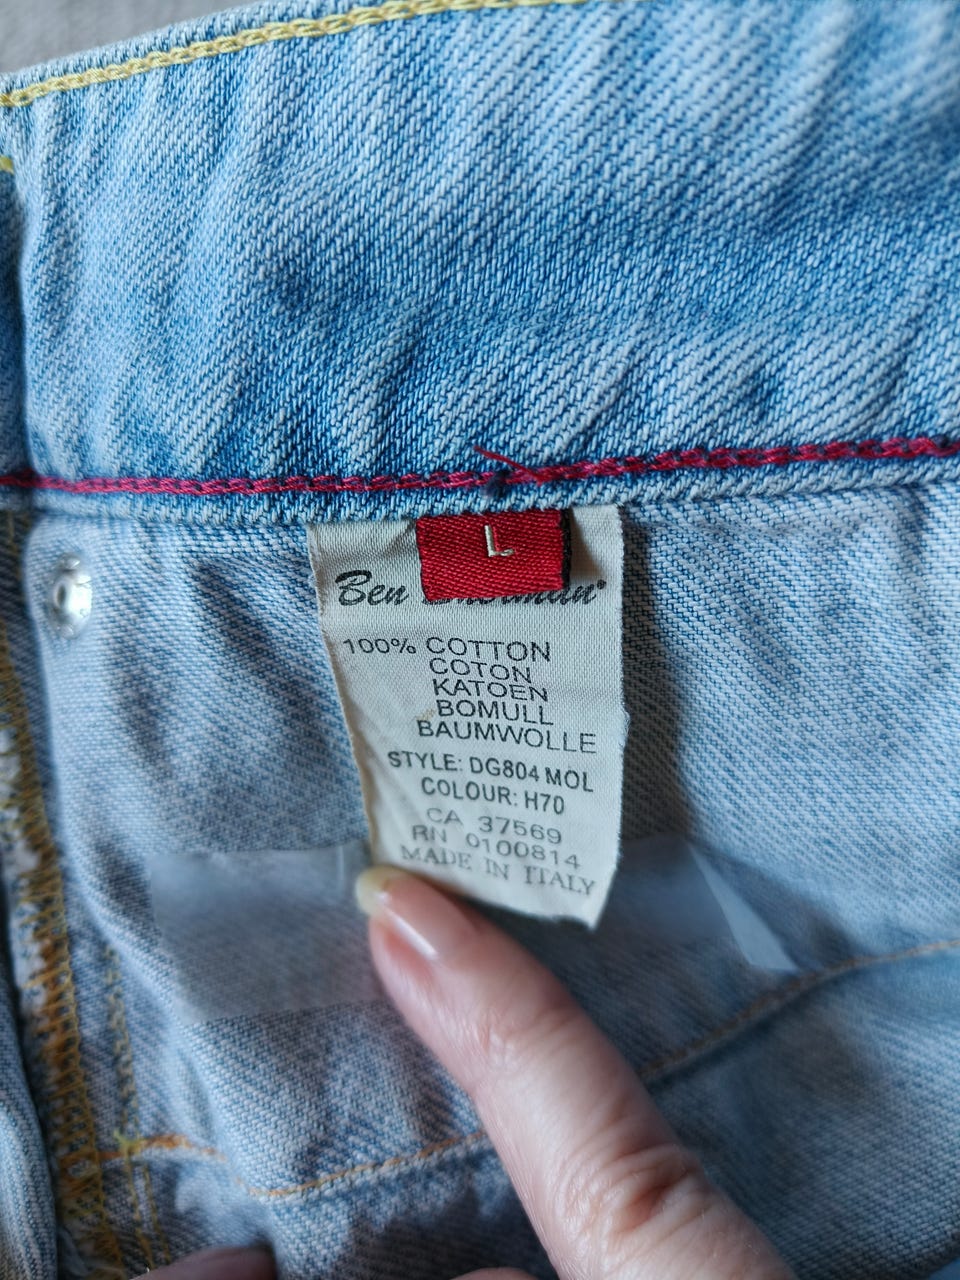 L
Ben
100% COTTON
COTON
KATOEN
BOMULL
BAUMWOLLE
STYLE: DG804 MOL
COLOUR: H70
CA 37569
RN 0100814
MADE IN ITALY